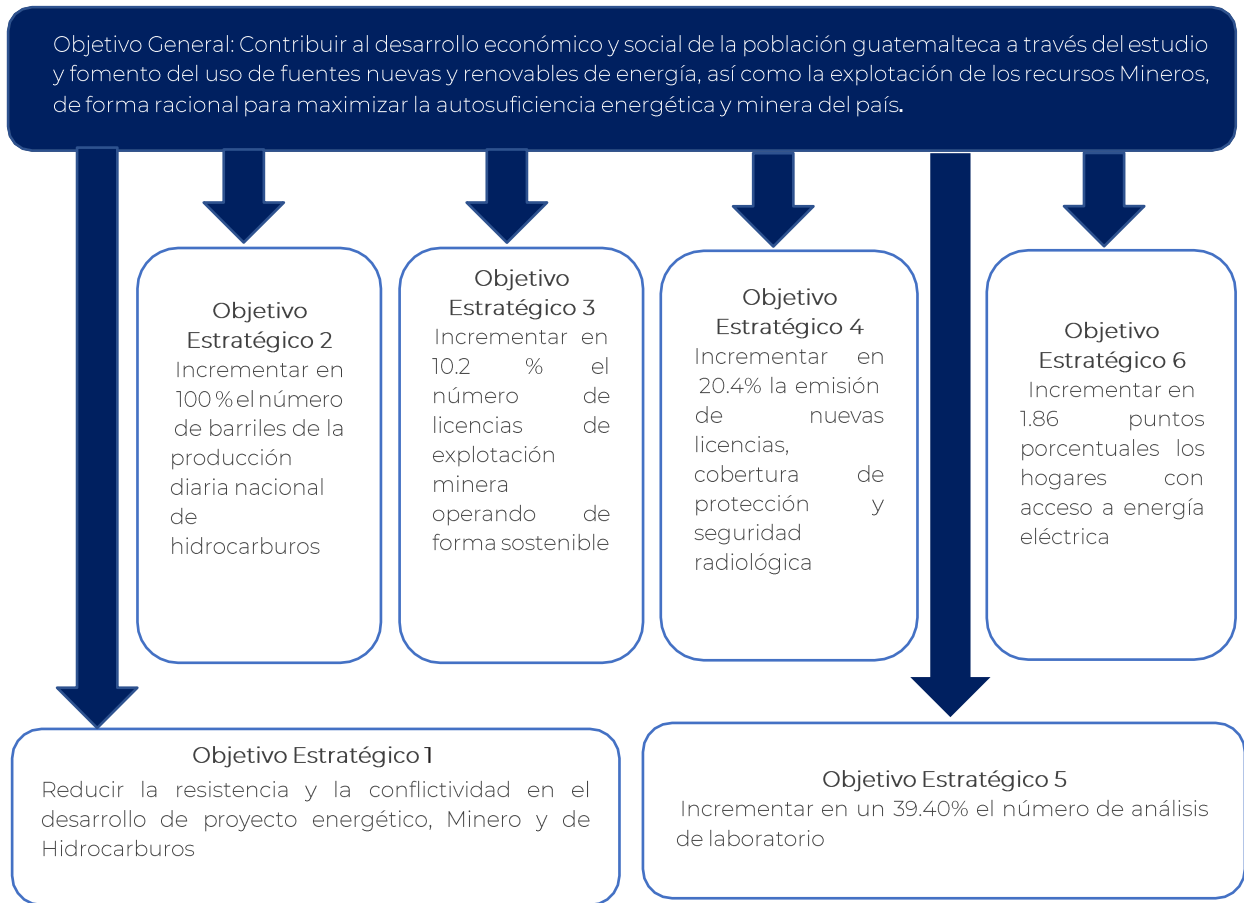 Objetivo General: Contribuir al desarrollo económico y social de la población guatemalteca a través del estudio
y fomento del uso de fuentes nuevas y renovables de energía, así como la explotación de los recursos Mineros,
de forma racional para maximizar la autosuficiencia energética y minera del país.
Objetivo
Estratégico 2
Incrementar en
100 % el número
de barriles de la
producción
diaria nacional
de
hidrocarburos
Objetivo
Estratégico 3
Incrementar en
10.2 % el
número de
licencias de
explotación
minera
operando de
forma sostenible
Objetivo
Estratégico 4
Incrementar en
20.4% la emisión
de nuevas
licencias,
cobertura de
protección y
seguridad
radiológica
Objetivo
Estratégico 6
Incrementar en
1.86 puntos
porcentuales los
hogares con
acceso a energía
eléctrica
Objetivo Estratégico 1
Reducir la resistencia y la conflictividad en el
desarrollo de proyecto energético, Minero y de
Hidrocarburos
Objetivo Estratégico 5
Incrementar en un 39.40% el número de análisis
de laboratorio